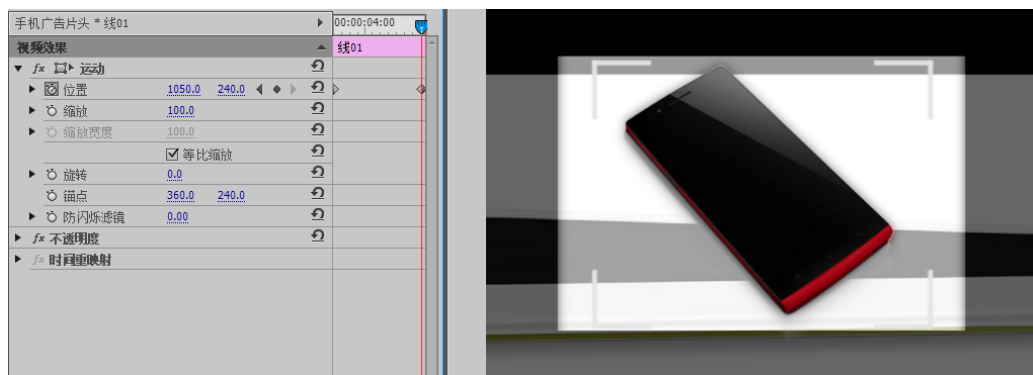 手机广告片头 * 线01
00:00:04:00
视频效果
线01
fx 运动
位置 1050.0 240.0
缩放 100.0
缩放宽度 100.0
等比缩放
旋转 0.0
锚点 360.0 240.0
防闪烁滤镜 0.00
fx 不透明度
fx 时间重映射